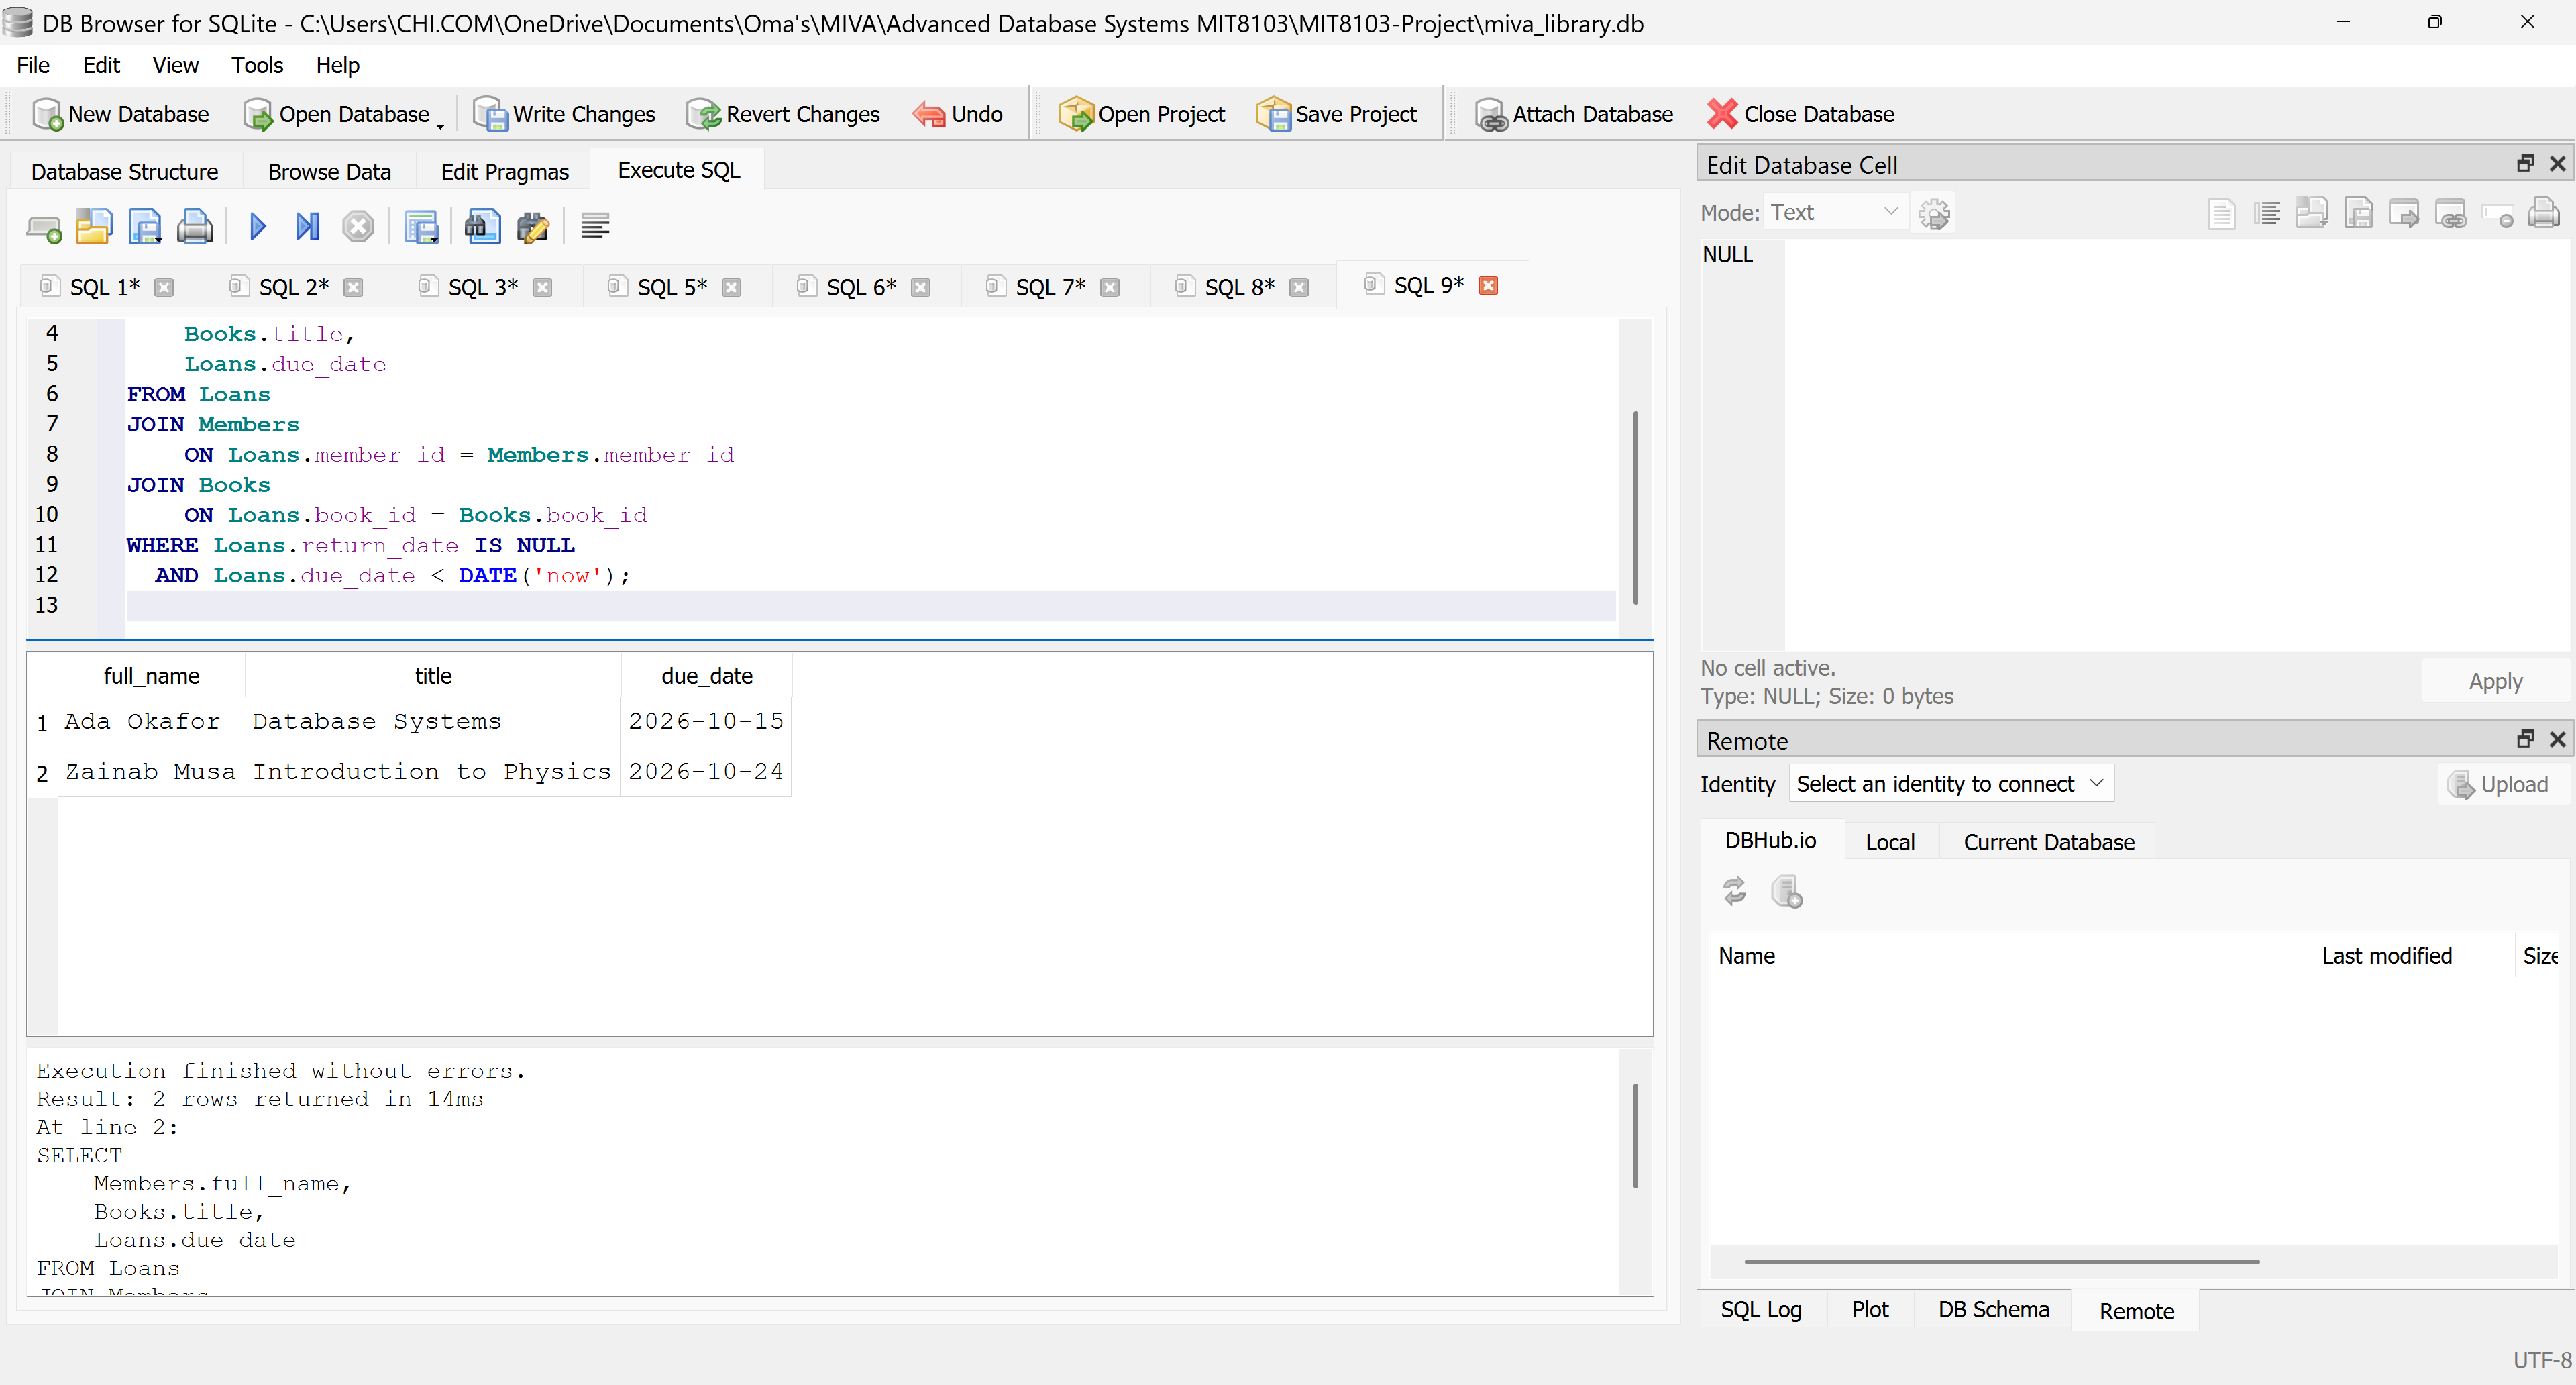 DB Browser for SQLite - C:\Users\CHI.COM\OneDrive\Documents\Oma's\MIVA\Advanced Database Systems MIT8103\MIT8103-Project\miva_library.db
File Edit View Tools Help
New Database Open Database Write Changes Revert Changes Undo Open Project Save Project Attach Database Close Database
Database Structure Browse Data Edit Pragmas Execute SQL
SQL 1* SQL 2* SQL 3* SQL 5* SQL 6* SQL 7* SQL 8* SQL 9*
4 Books.title,
5 Loans.due_date
6 FROM Loans
7 JOIN Members
8 ON Loans.member_id = Members.member_id
9 JOIN Books
10 ON Loans.book_id = Books.book_id
11 WHERE Loans.return_date IS NULL
12 AND Loans.due_date < DATE('now');
13
full_name title due_date
1 Ada Okafor Database Systems 2026-10-15
2 Zainab Musa Introduction to Physics 2026-10-24
Execution finished without errors.
Result: 2 rows returned in 14ms
At line 2:
SELECT
Members.full_name,
Books.title,
Loans.due_date
FROM Loans
JOIN Members
Edit Database Cell
Mode: Text
NULL
No cell active.
Type: NULL; Size: 0 bytes
Apply
Remote
Identity Select an identity to connect Upload
DBHub.io Local Current Database
Name Last modified Size
SQL Log Plot DB Schema Remote
UTF-8